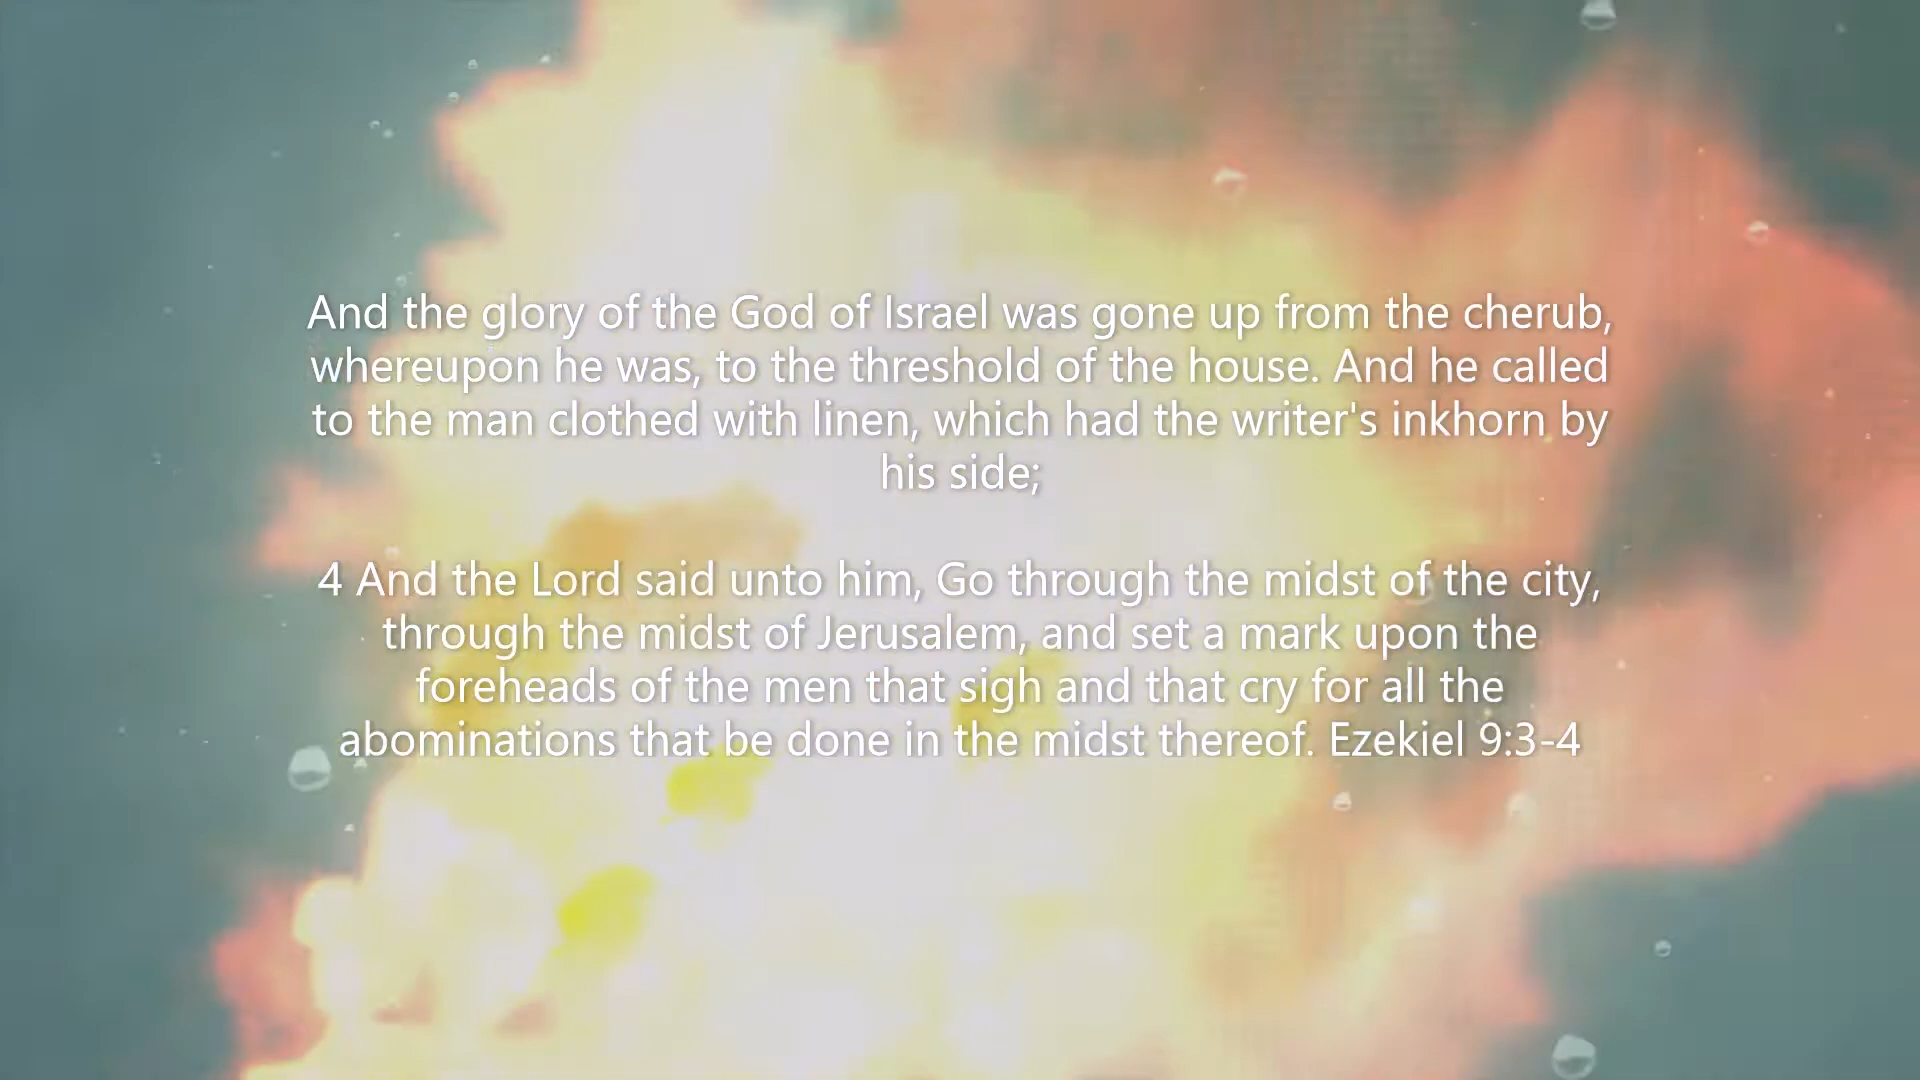 And the glory of the God of Israel was gone up from the cherub,
whereupon he was, to the threshold of the house. And he called
to the man clothed with linen, which had the writer's inkhorn by
his side;
4 And the Lord said unto him, Go through the midst of the city,
through the midst of Jerusalem, and set a mark upon the
foreheads of the men that sigh and that cry for all the
abominations that be done in the midst thereof. Ezekiel 9:3-4